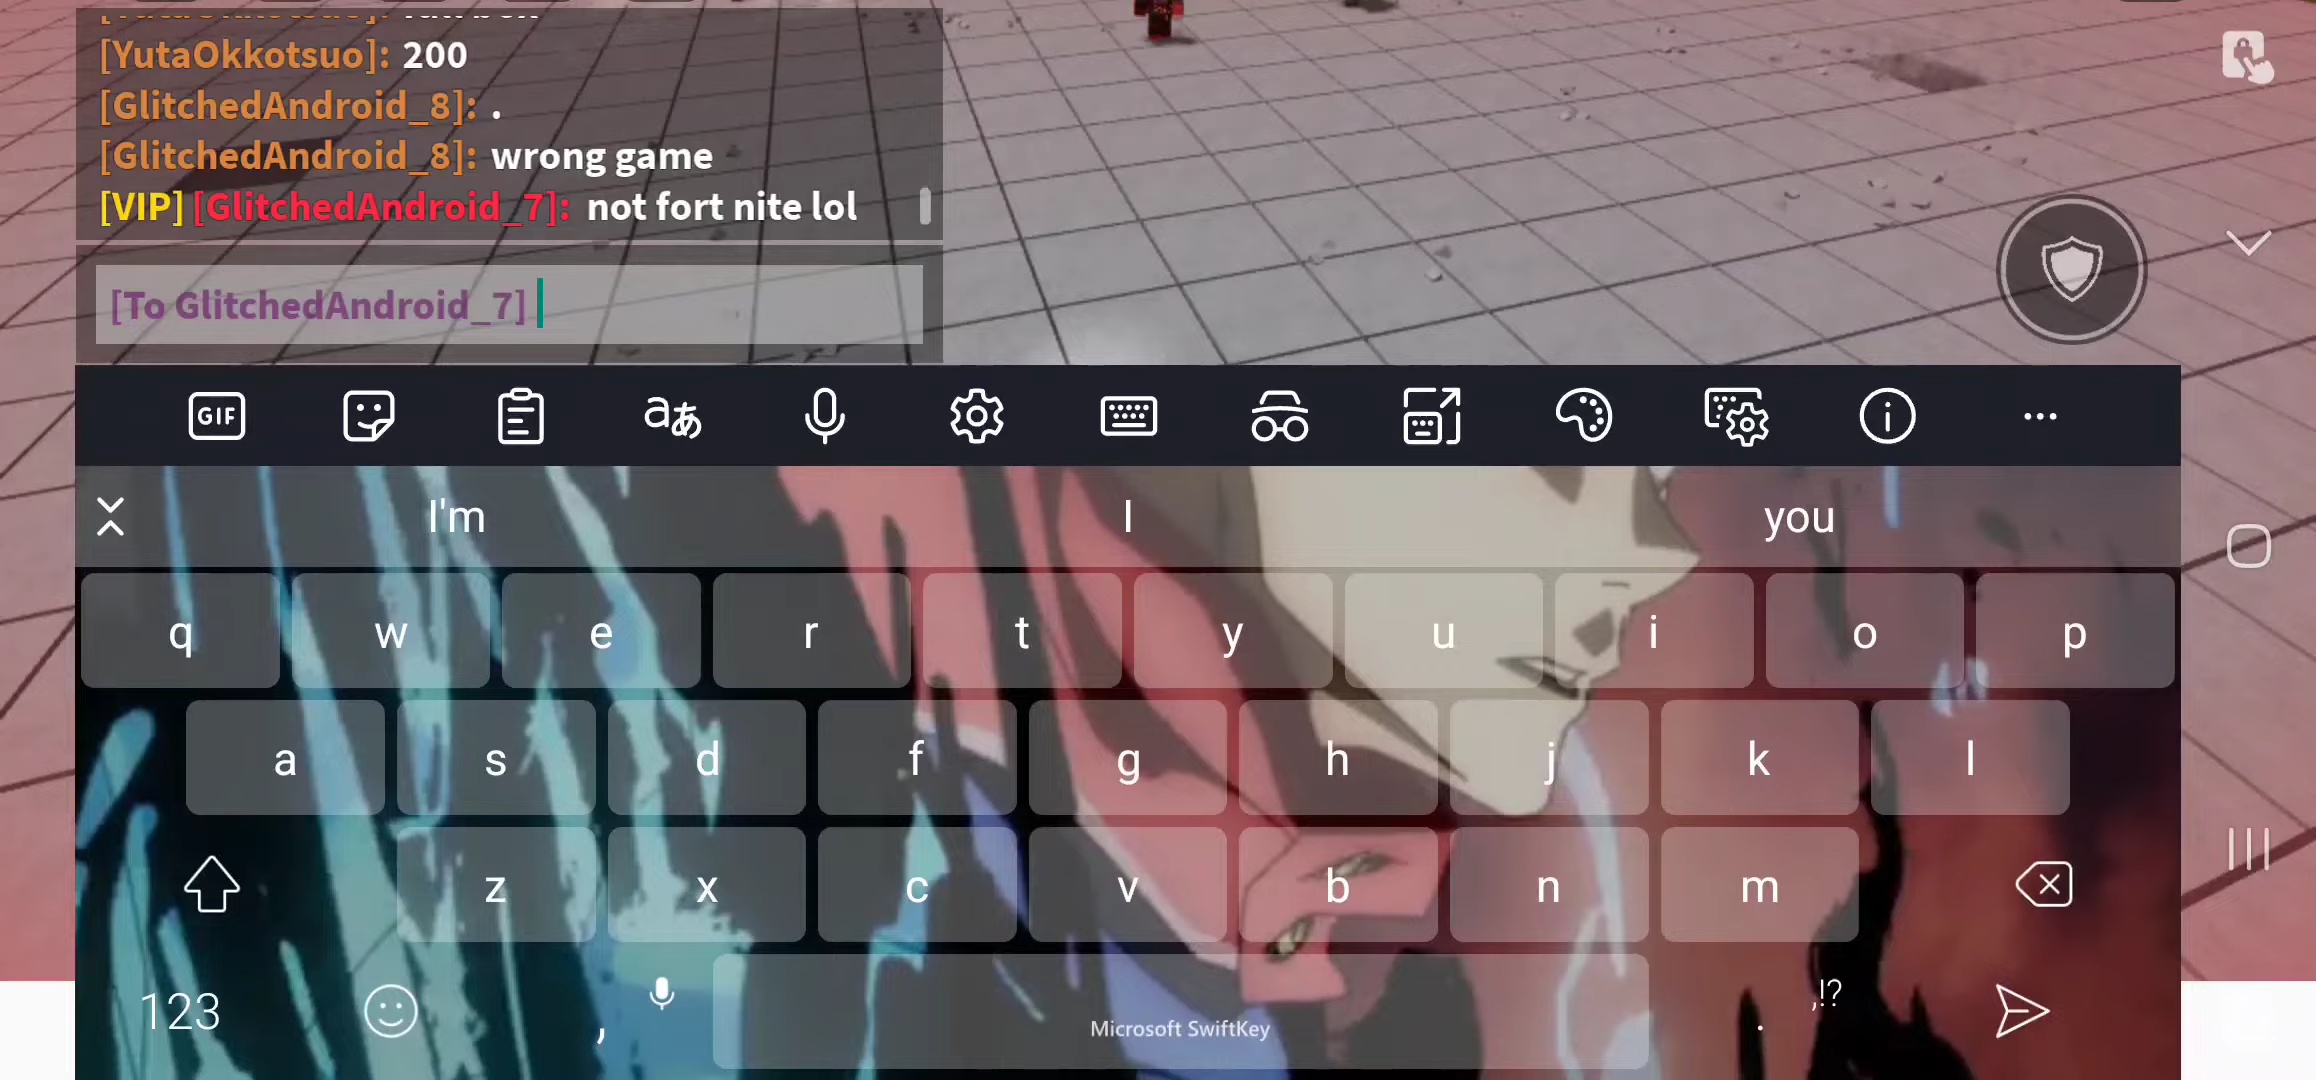 [YutaOkkotsuo]: 200
[GlitchedAndroid_8]: .
[GlitchedAndroid_8]: wrong game
[VIP][GlitchedAndroid_7]: not fort nite lol
[To GlitchedAndroid_7]
GIF
aあ
I'm I you
q w e r t y u i o p
a s d f g h j k l
z x c v b n m
123 , Microsoft SwiftKey . ,!?